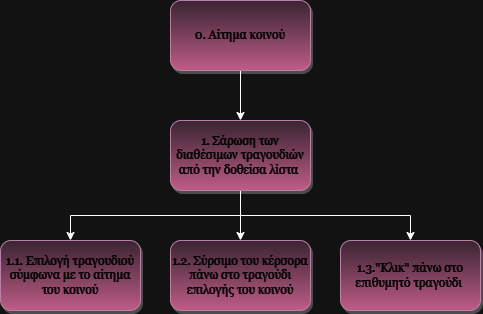 0. Αίτημα κοινού
1. Σάρωση των
διαθέσιμων τραγουδιών
από την δοθείσα λίστα
1.1. Επιλογή τραγουδιού
σύμφωνα με το αίτημα
του κοινού
1.2. Σύρσιμο του κέρσορα
πάνω στο τραγούδι
επιλογής του κοινού
1.3."Κλικ" πάνω στο
επιθυμητό τραγούδι